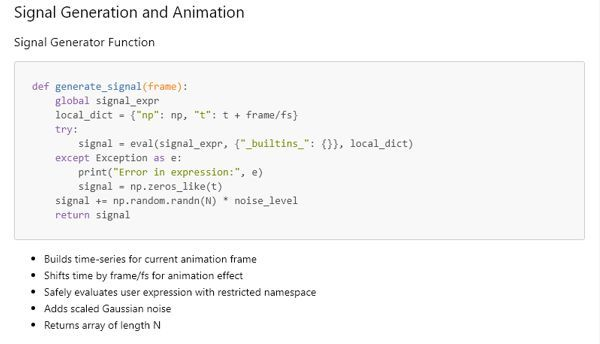 Signal Generation and Animation
Signal Generator Function
def generate_signal(frame):
    global signal_expr
    local_dict = {"np": np, "t": t + frame/fs}
    try:
        signal = eval(signal_expr, {"_builtins_": {}}, local_dict)
    except Exception as e:
        print("Error in expression:", e)
        signal = np.zeros_like(t)
    signal += np.random.randn(N) * noise_level
    return signal
• Builds time-series for current animation frame
• Shifts time by frame/fs for animation effect
• Safely evaluates user expression with restricted namespace
• Adds scaled Gaussian noise
• Returns array of length N